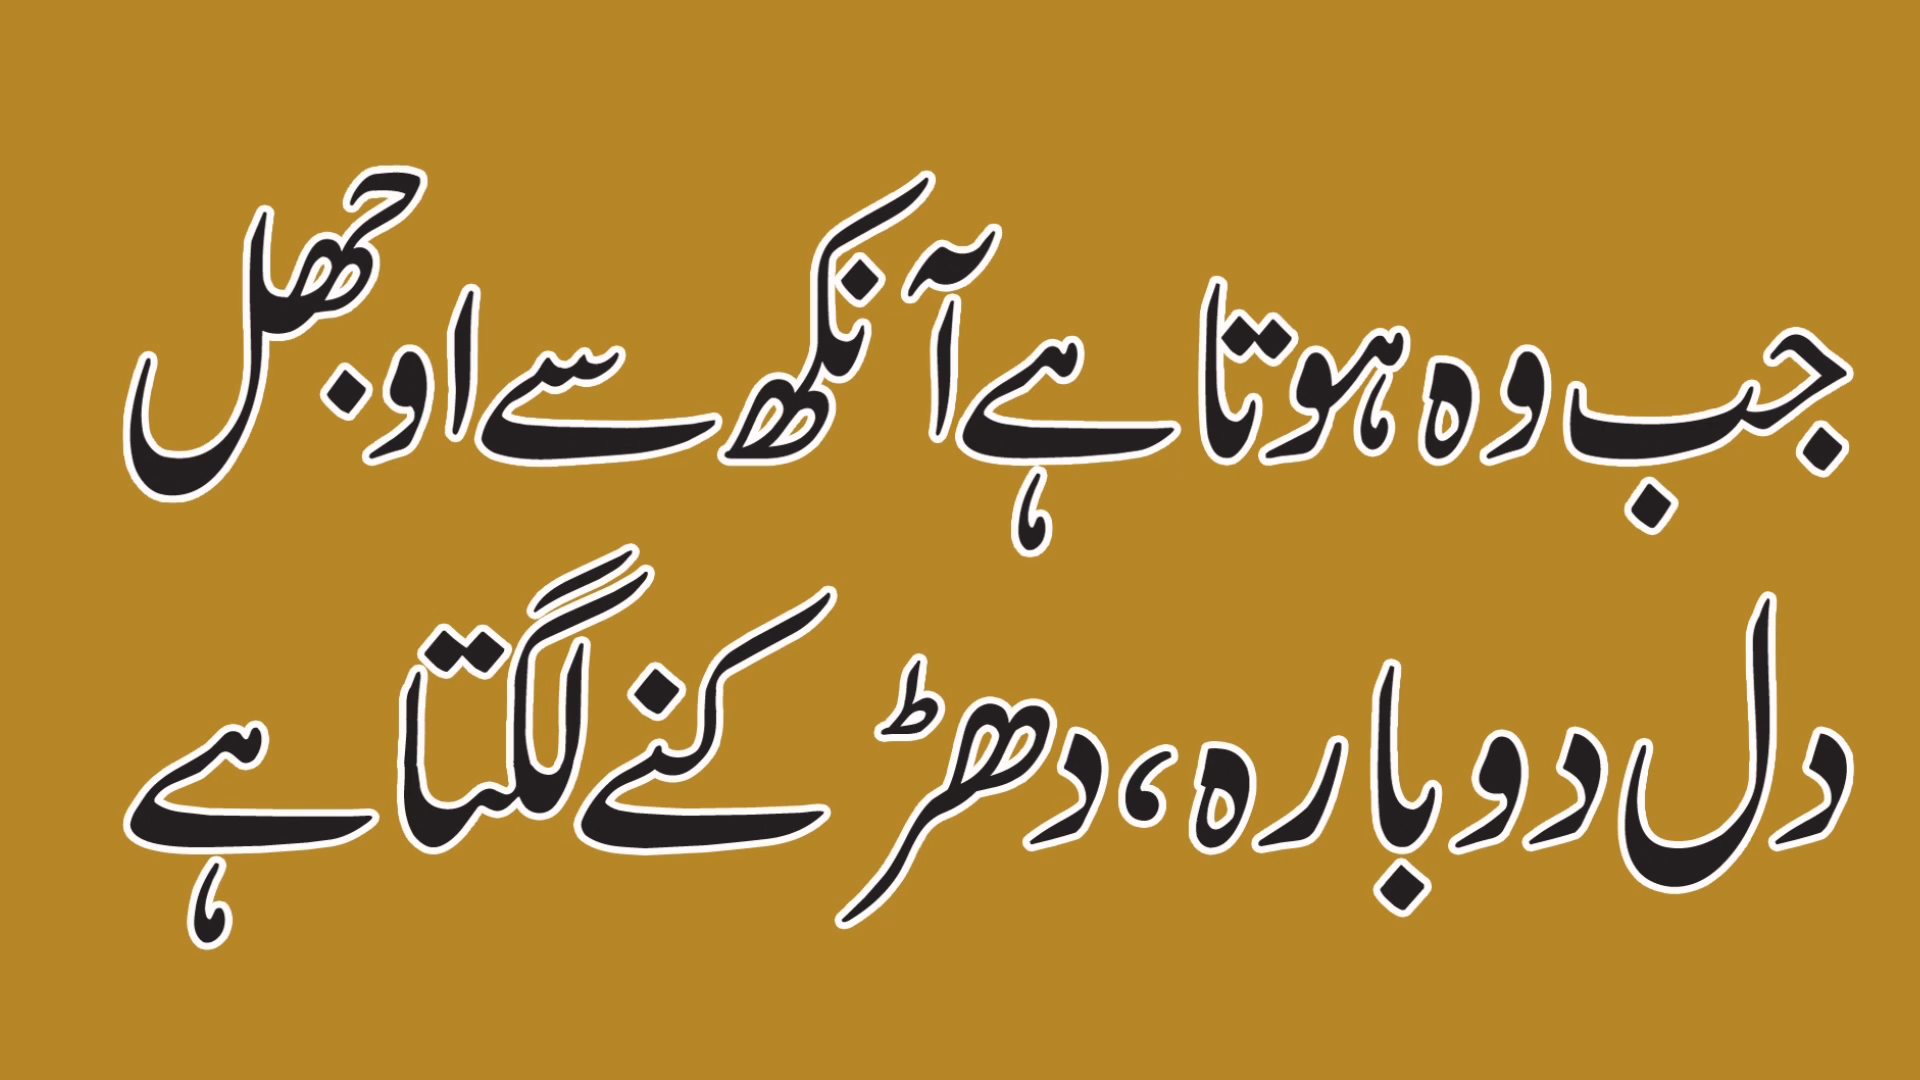 جب وہ ہوتا ہے آنکھ سے اوجھل
دل دوبارہ، دھڑکنے لگتا ہے